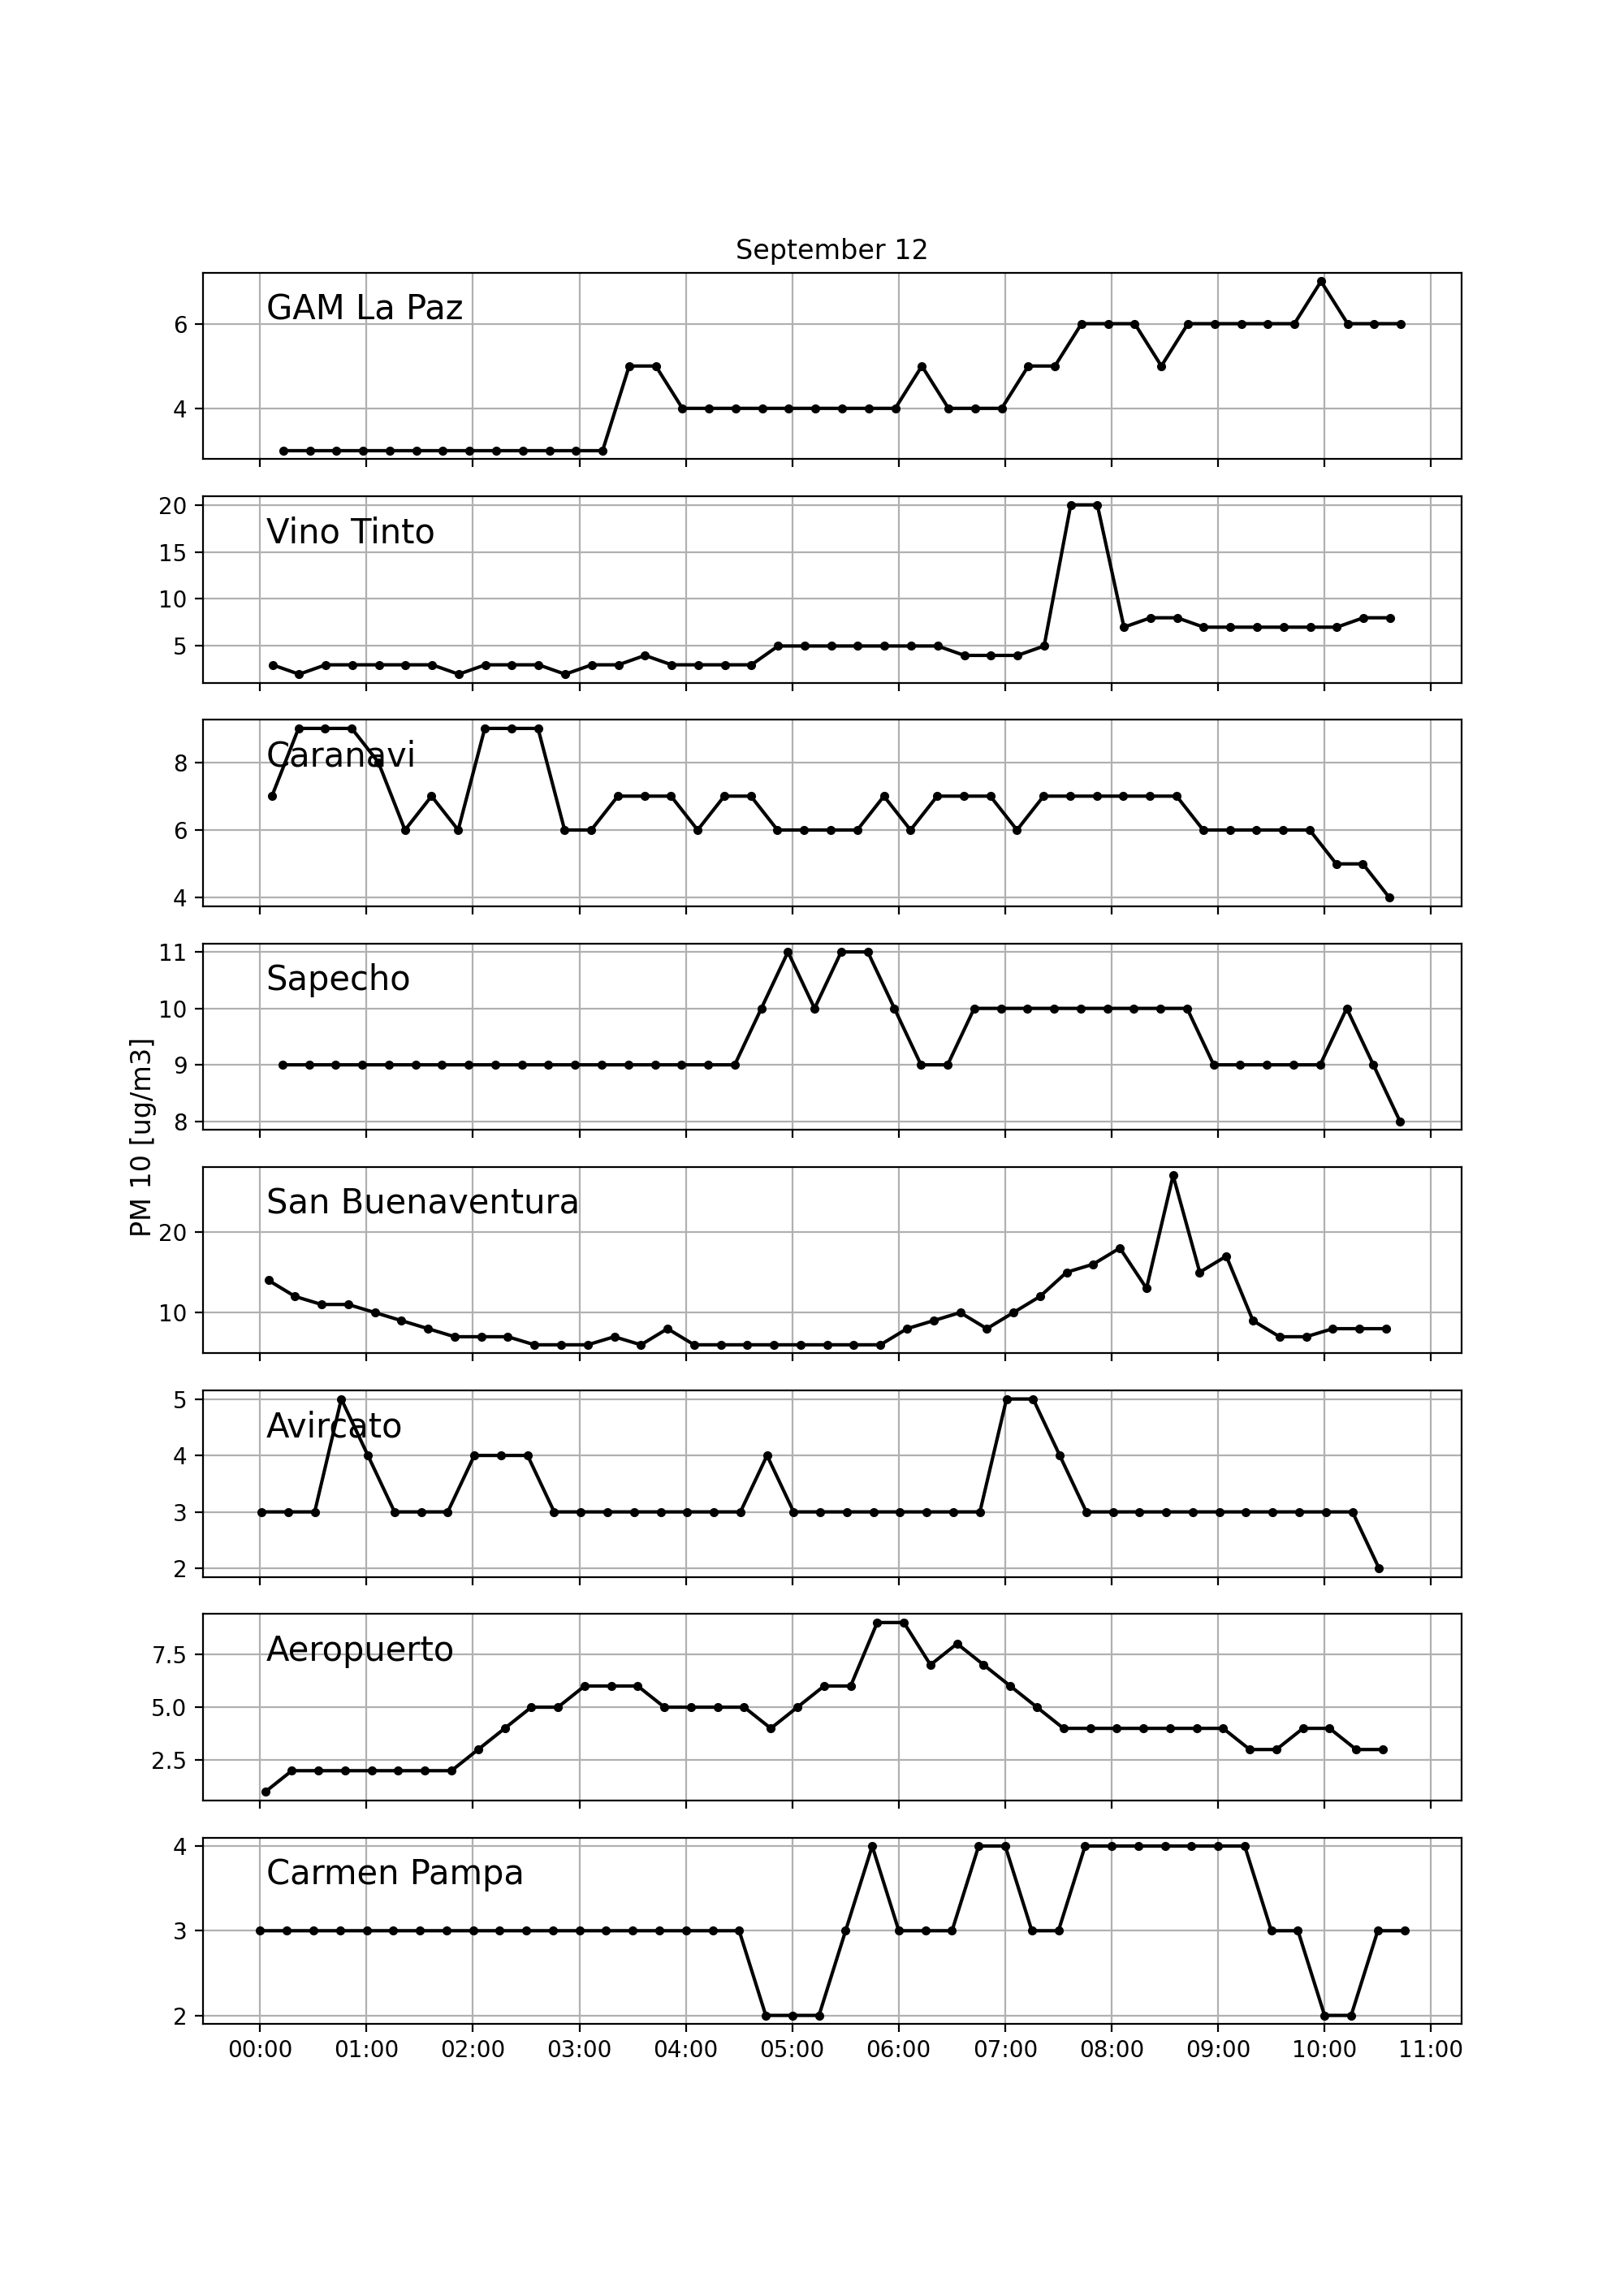 September 12
GAM La Paz
6
4
Vino Tinto
20
15
10
5
Caranavi
8
6
4
Sapecho
11
10
9
8
PM 10 [ug/m3]
San Buenaventura
20
10
Avircato
5
4
3
2
Aeropuerto
7.5
5.0
2.5
Carmen Pampa
4
3
2
00:00 01:00 02:00 03:00 04:00 05:00 06:00 07:00 08:00 09:00 10:00 11:00